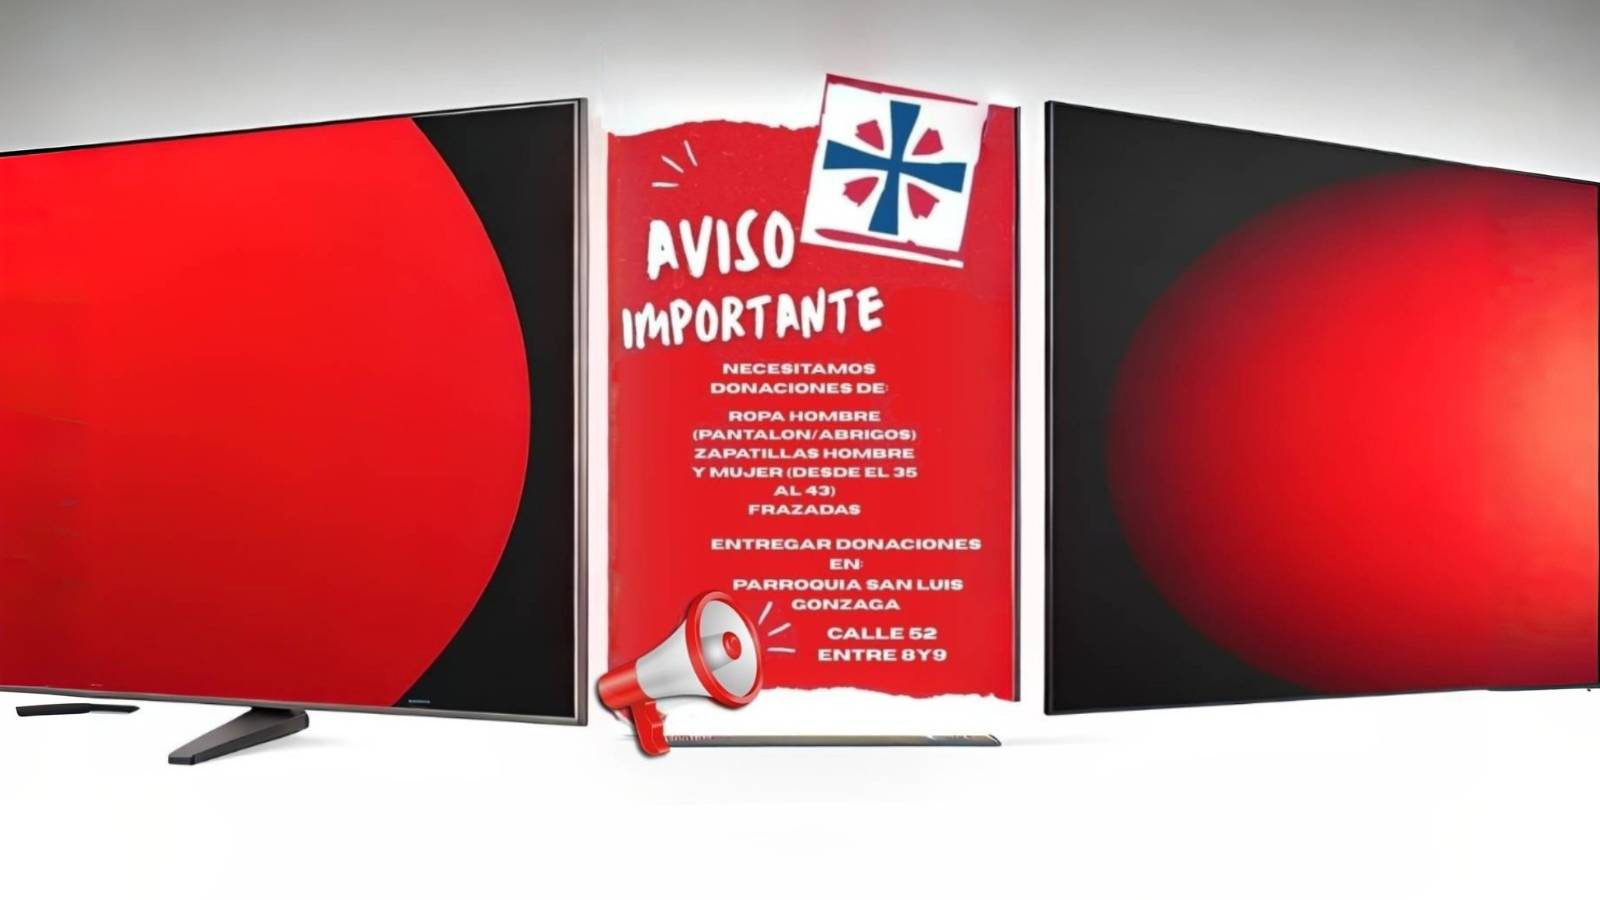 AVISO
IMPORTANTE
NECESITAMOS
DONACIONES DE:
ROPA HOMBRE
(PANTALON/ABRIGOS)
ZAPATILLAS HOMBRE
Y MUJER (DESDE EL 35
AL 43)
FRAZADAS
ENTREGAR DONACIONES
EN:
PARROQUIA SAN LUIS
GONZAGA
CALLE 52
ENTRE 8Y9